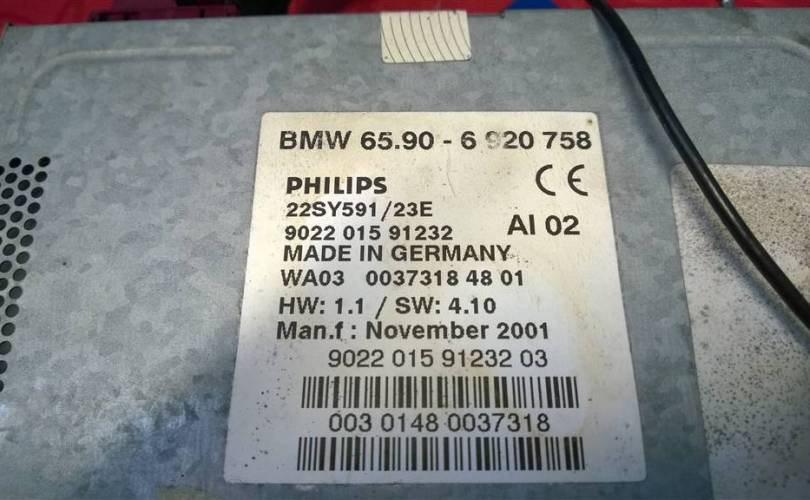 BMW 65.90 - 6 920 758
PHILIPS CE
22SY591/23E
9022 015 91232 AI 02
MADE IN GERMANY
WA03 0037318 48 01
HW: 1.1 / SW: 4.10
Man.f : November 2001
9022 015 91232 03
003 0148 0037318